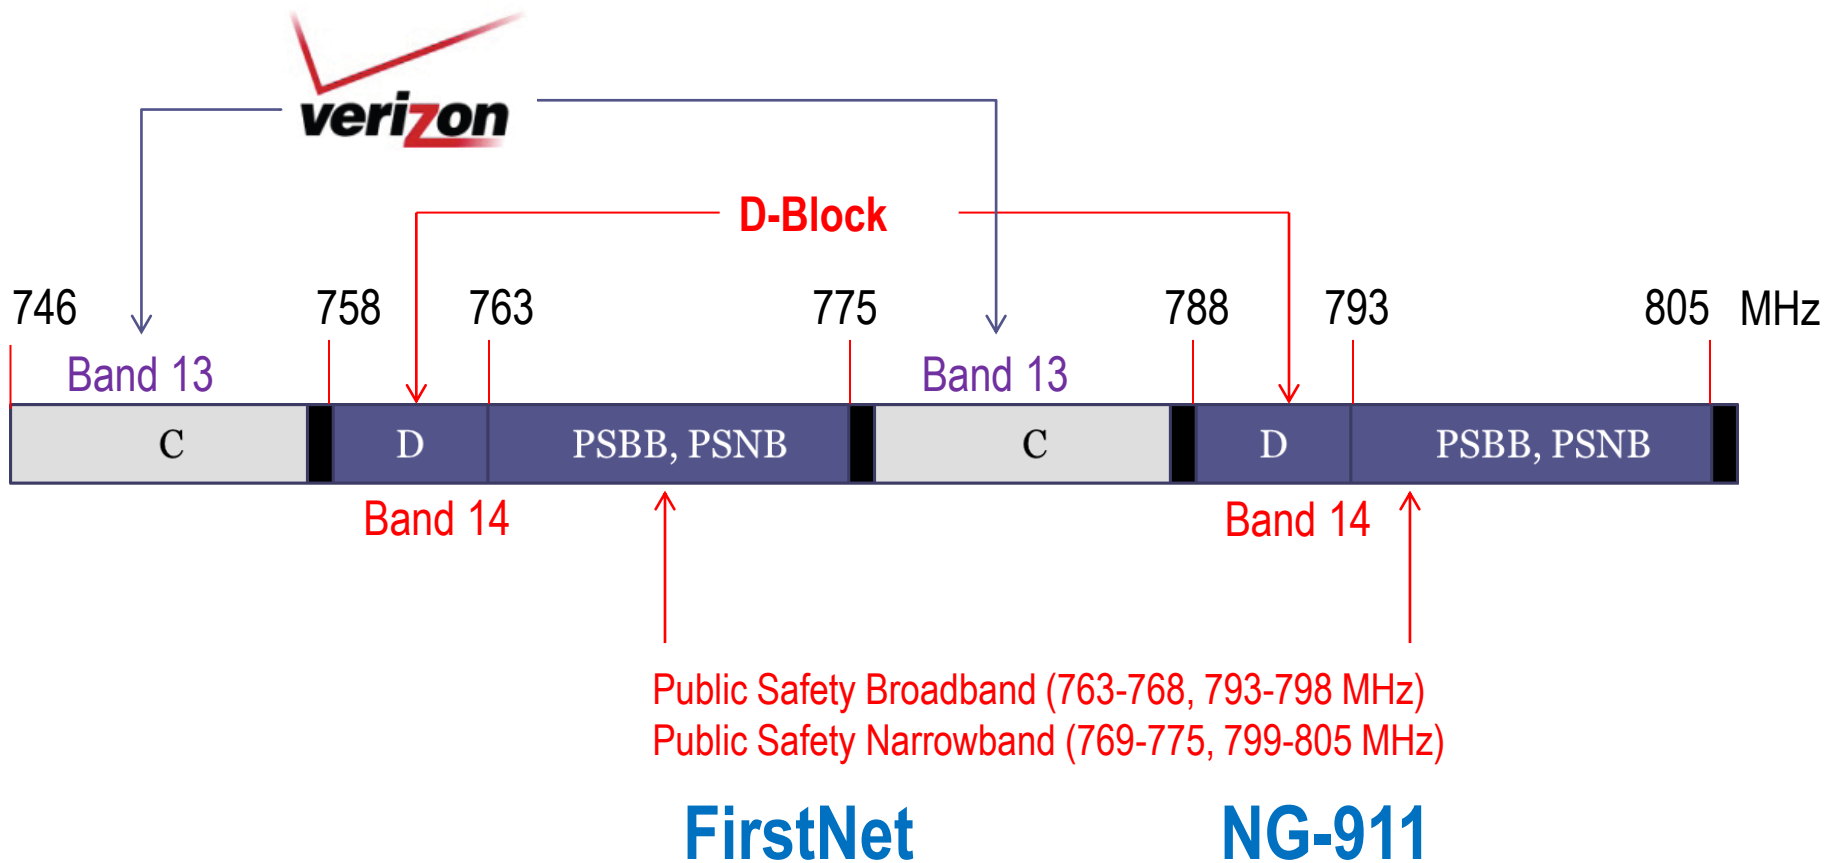 verizon
D-Block
746 758 763 775 788 793 805 MHz
Band 13 Band 13
C D PSBB, PSNB C D PSBB, PSNB
Band 14 Band 14
Public Safety Broadband (763-768, 793-798 MHz)
Public Safety Narrowband (769-775, 799-805 MHz)
FirstNet NG-911